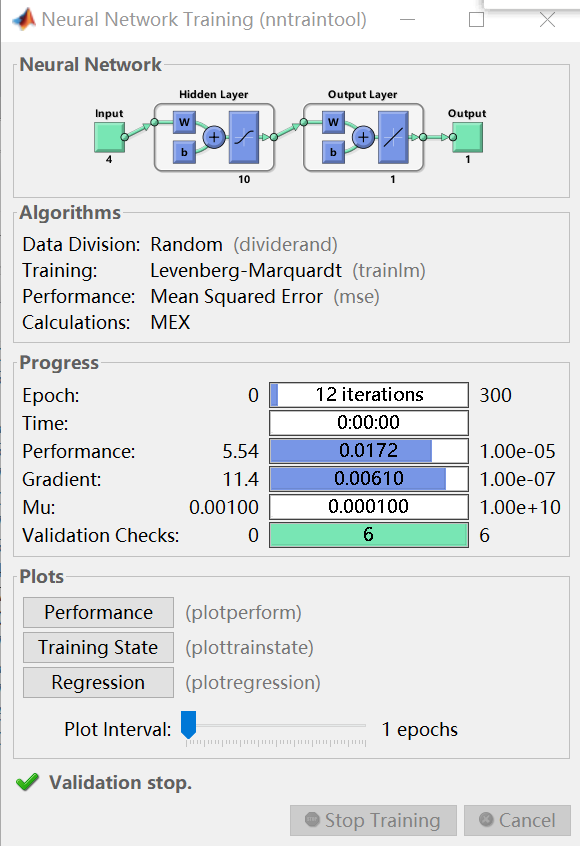 Neural Network Training (nntraintool)
Neural Network
Hidden Layer Output Layer
Input Output
W W
+ +
b b
4 1
10 1
Algorithms
Data Division: Random (dividerand)
Training: Levenberg-Marquardt (trainlm)
Performance: Mean Squared Error (mse)
Calculations: MEX
Progress
Epoch: 0 12 iterations 300
Time: 0:00:00
Performance: 5.54 0.0172 1.00e-05
Gradient: 11.4 0.00610 1.00e-07
Mu: 0.00100 0.000100 1.00e+10
Validation Checks: 0 6 6
Plots
Performance (plotperform)
Training State (plottrainstate)
Regression (plotregression)
Plot Interval: 1 epochs
Validation stop.
Stop Training Cancel